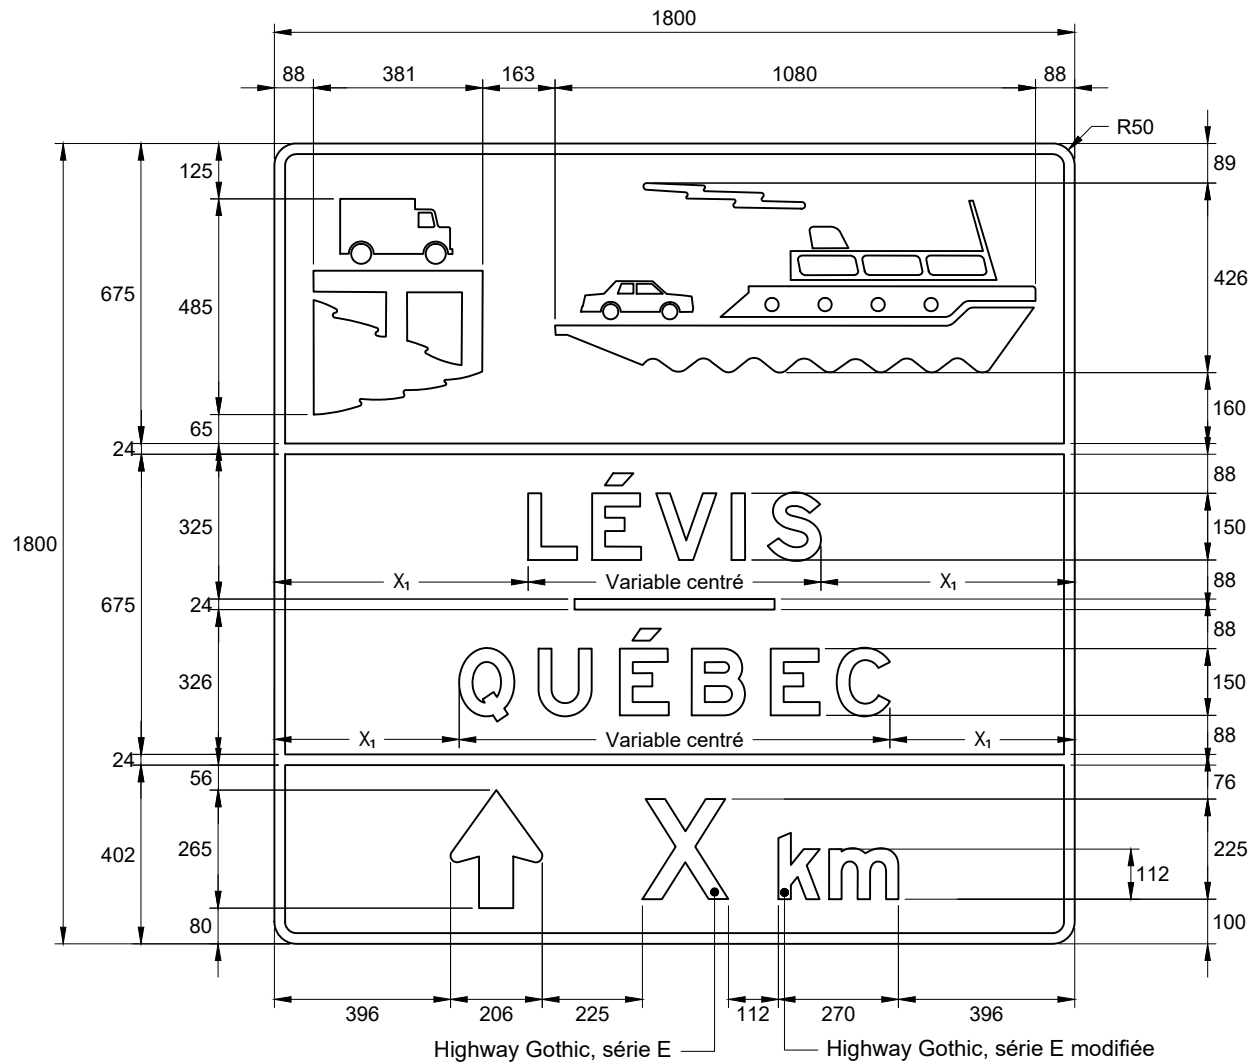 1800
88 381 163 1080 88
R50
125
89
675
485
426
65
160
24
88
LÉVIS
325
150
1800
X₁ Variable centré X₁
88
675
24
88
QUÉBEC
326
150
X₁ Variable centré X₁
88
24
56
76
X km
402
265
225
112
80
100
396 206 225 112 270 396
Highway Gothic, série E
Highway Gothic, série E modifiée